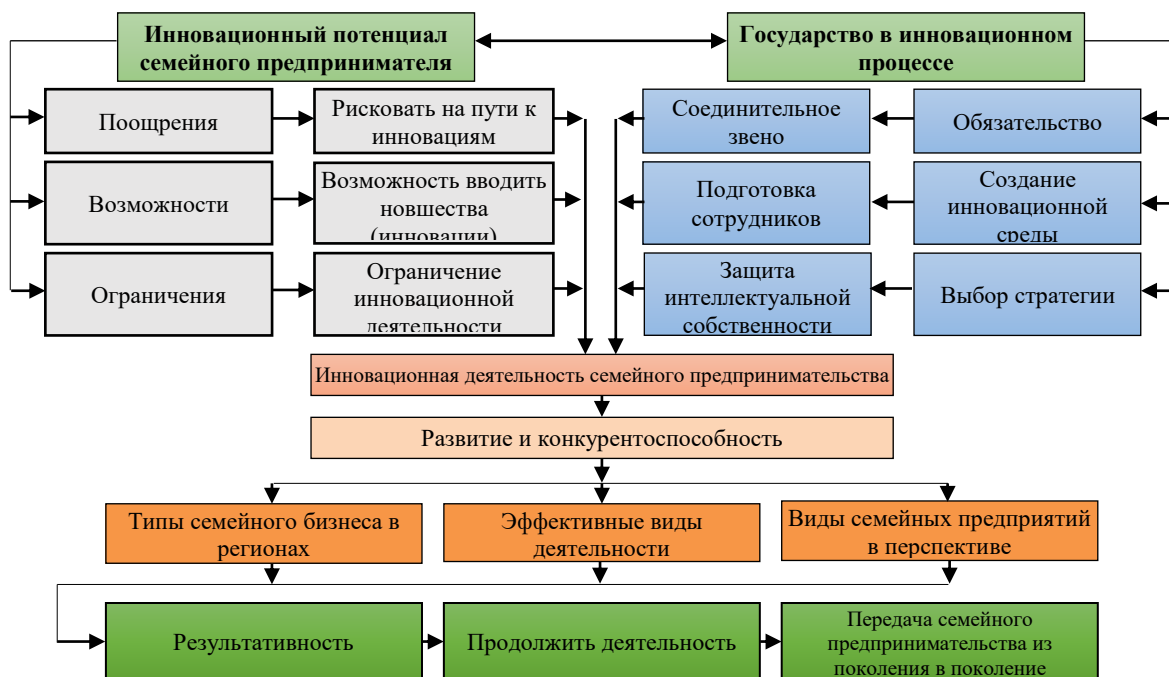 Инновационный потенциал
семейного предпринимателя
Государство в инновационном
процессе
Поощрения
Рисковать на пути к
инновациям
Соединительное
звено
Обязательство
Возможности
Возможность вводить
новшества
(инновации)
Подготовка
сотрудников
Создание
инновационной
среды
Ограничения
Ограничение
инновационной
деятельности
Защита
интеллектуальной
собственности
Выбор стратегии
Инновационная деятельность семейного предпринимательства
Развитие и конкурентоспособность
Типы семейного бизнеса в
регионах
Эффективные виды
деятельности
Виды семейных предприятий
в перспективе
Результативность
Продолжить деятельность
Передача семейного
предпринимательства из
поколения в поколение